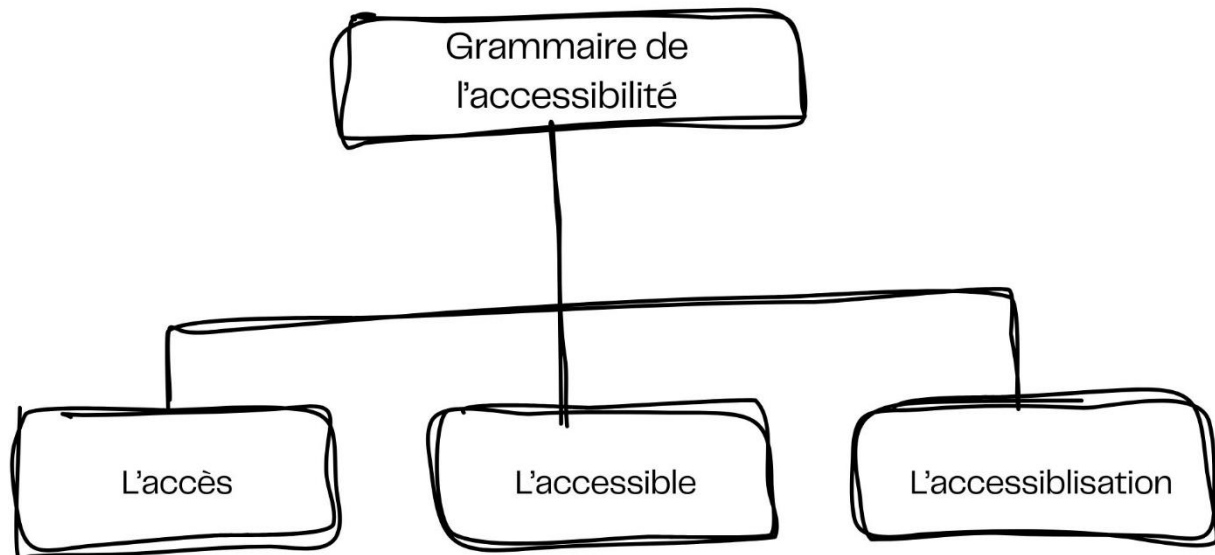 Grammaire de
l'accessibilité
L'accès
L'accessible
L'accessiblisation